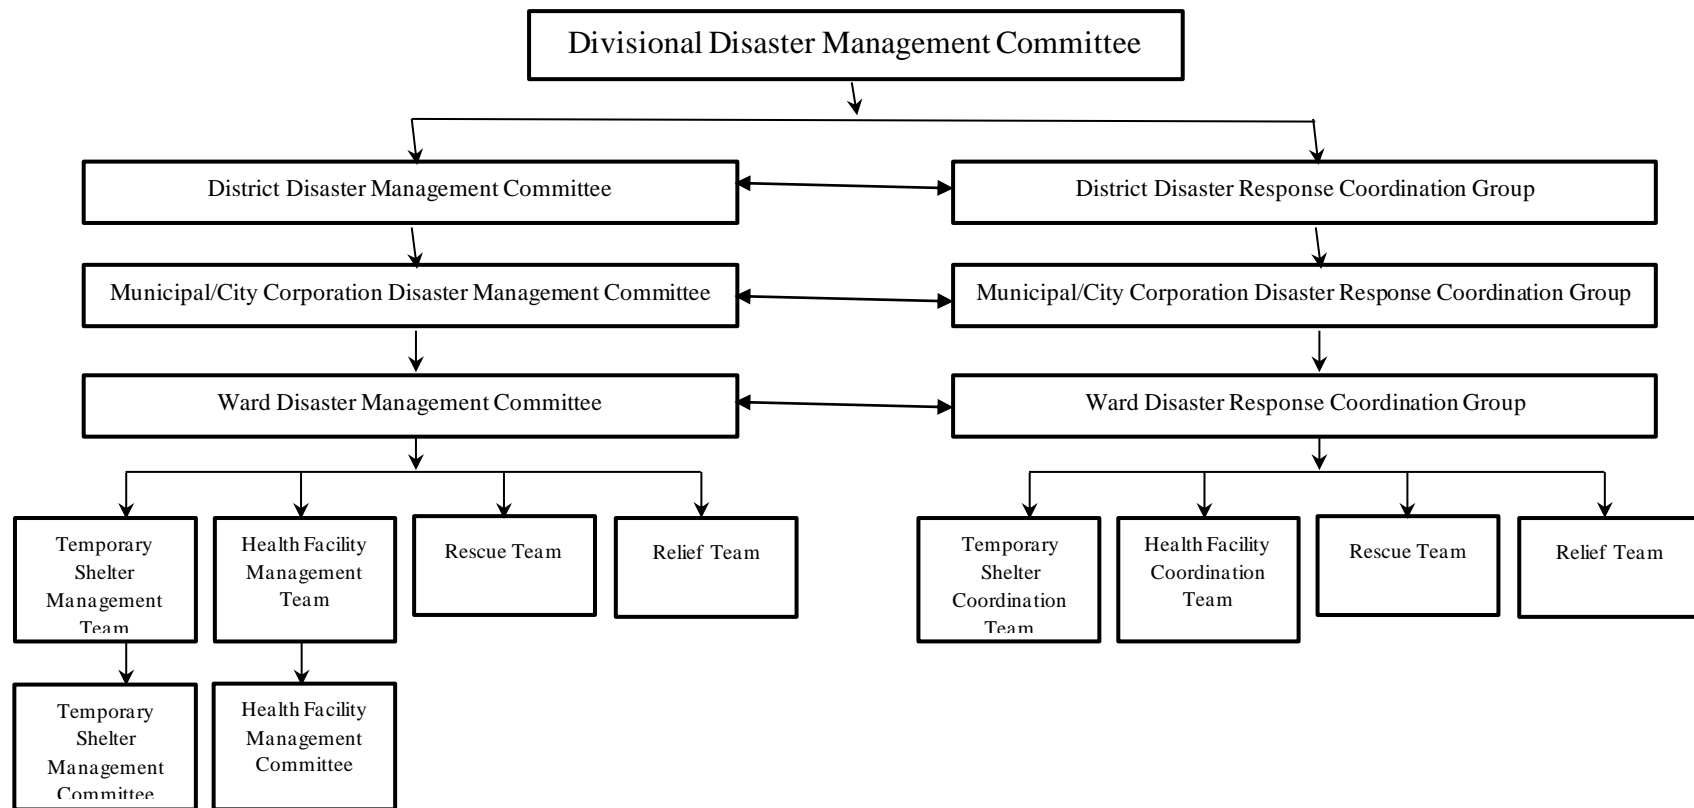 Divisional Disaster Management Committee
District Disaster Management Committee
District Disaster Response Coordination Group
Municipal/City Corporation Disaster Management Committee
Municipal/City Corporation Disaster Response Coordination Group
Ward Disaster Management Committee
Ward Disaster Response Coordination Group
Temporary
Shelter
Management
Team
Health Facility
Management
Team
Rescue Team
Relief Team
Temporary
Shelter
Coordination
Team
Health Facility
Coordination
Team
Rescue Team
Relief Team
Temporary
Shelter
Management
Committee
Health Facility
Management
Committee